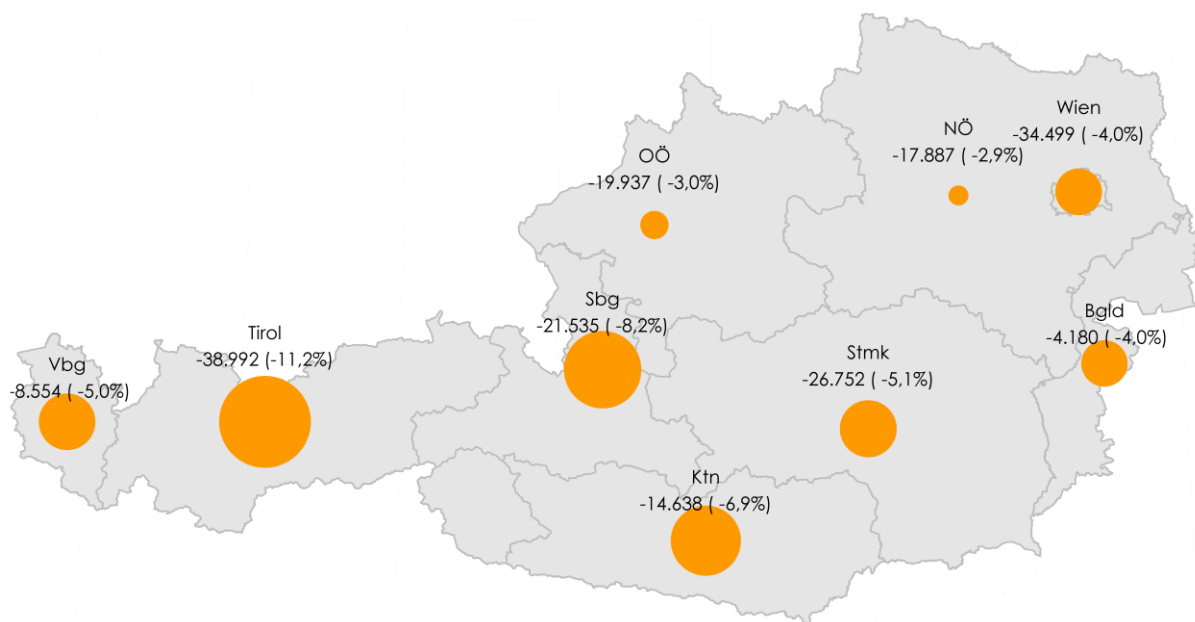 Wien
-34.499 ( -4,0%)
NÖ
-17.887 ( -2,9%)
OÖ
-19.937 ( -3,0%)
Sbg
-21.535 ( -8,2%)
Bgld
-4.180 ( -4,0%)
Tirol
-38.992 (-11,2%)
Stmk
-26.752 ( -5,1%)
Vbg
-8.554 ( -5,0%)
Ktn
-14.638 ( -6,9%)